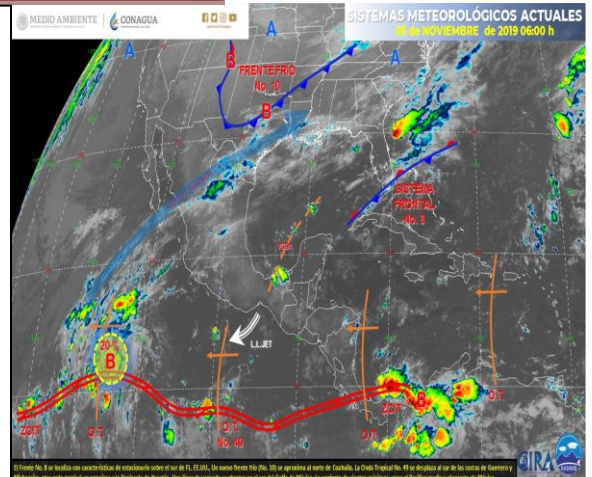 MEDIO AMBIENTE
CONAGUA
SISTEMAS METEOROLÓGICOS ACTUALES
05 de NOVIEMBRE de 2019 06:00 h
A
A
A
B
FRENTE FRÍO
No. 10
B
SISTEMA
FRONTAL
No. 8
20 %
B
L.L.JET
ZCIT
O.T.
O.T.
No. 49
O.T.
ZCIT
B
O.T.
CIRA
El Frente No. 8 se localiza con características de estacionario sobre el sur de FL, EE.UU., Un nuevo frente frío (No. 10) se aproxima al norte de Coahuila. La Onda Tropical No. 49 se desplaza al sur de las costas de Guerrero y